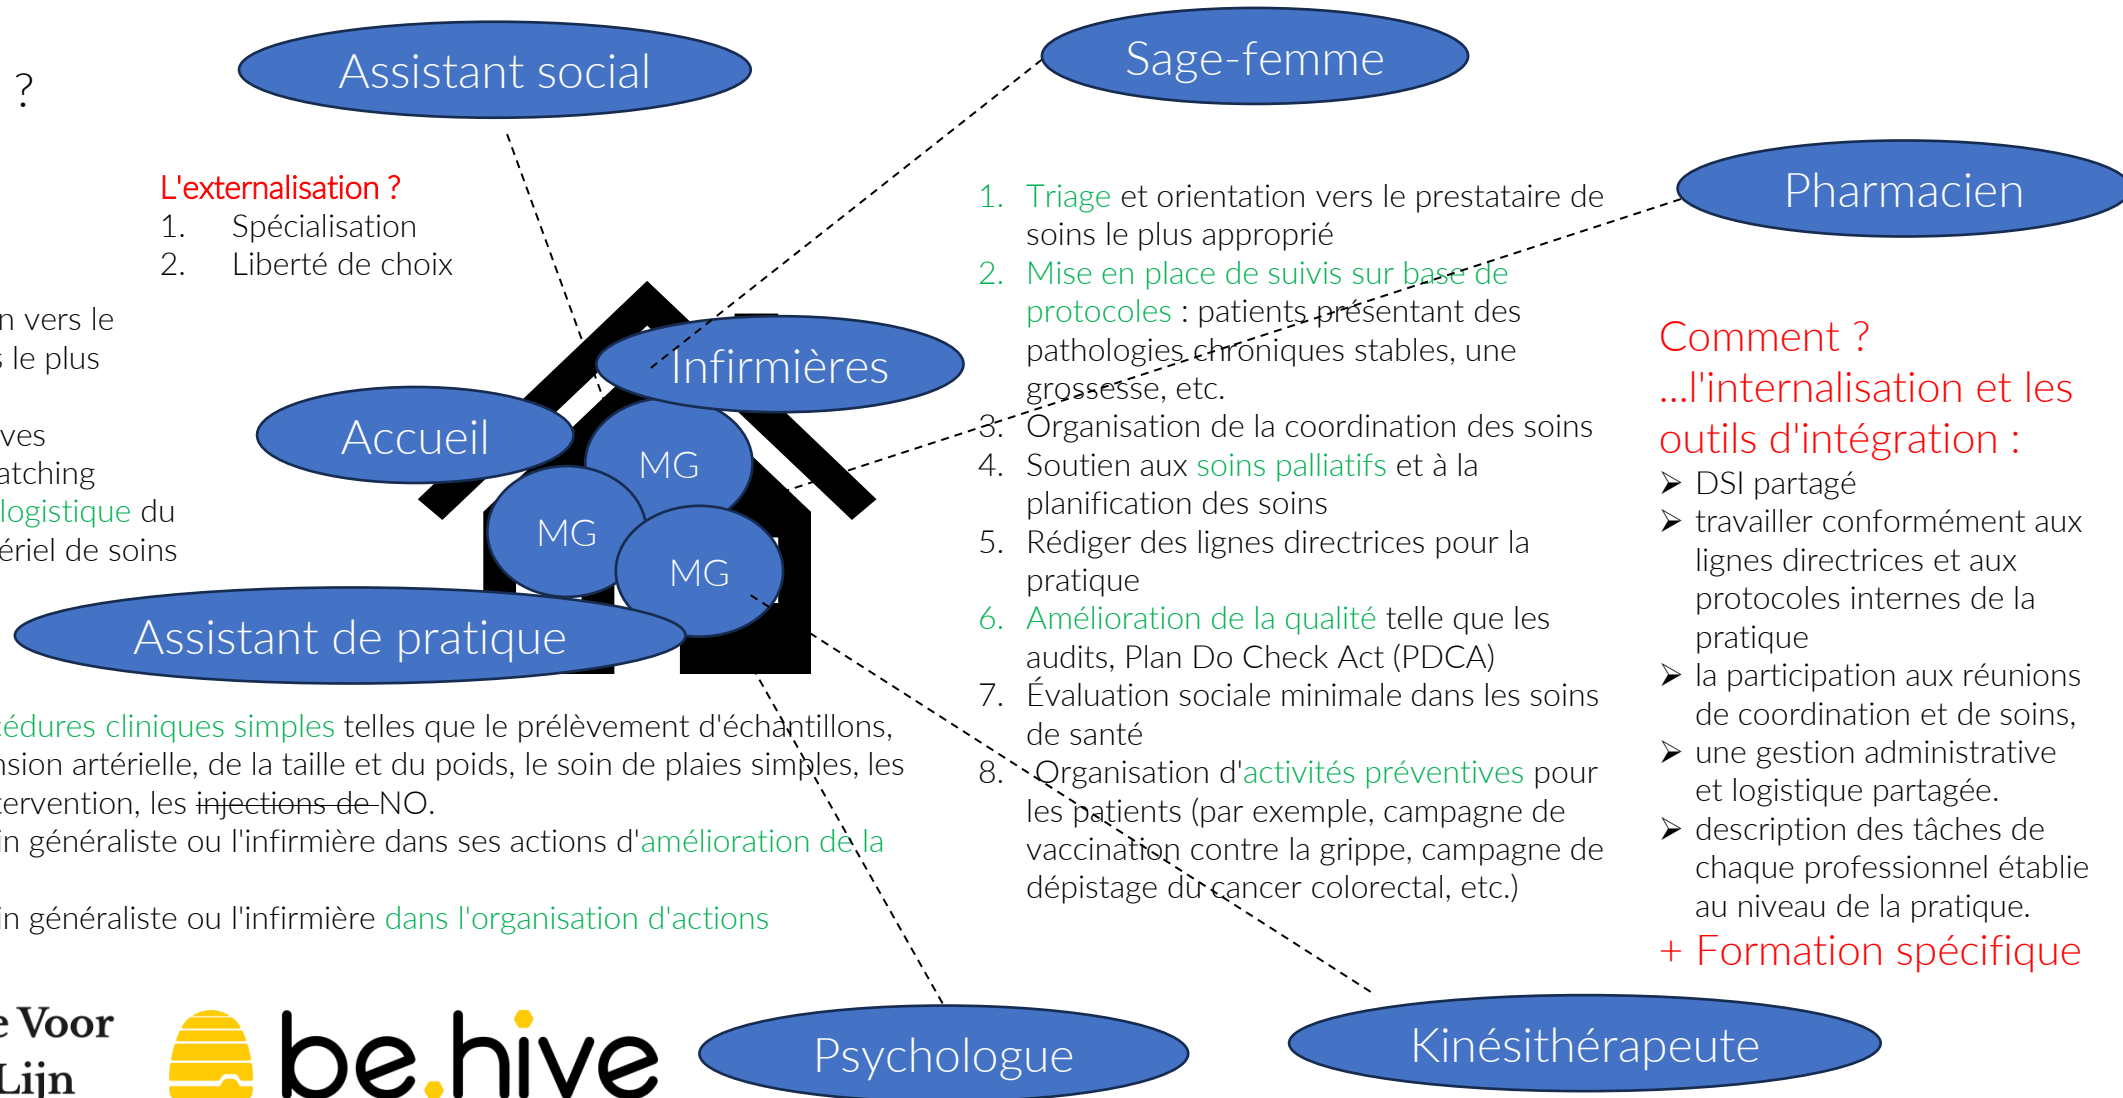 Assistant social
Sage-femme
?
Pharmacien
L'externalisation ?
1. Spécialisation
2. Liberté de choix
n vers le
s le plus
ves
atching
logistique du
ériel de soins
Infirmières
Accueil
MG
MG
MG
Assistant de pratique
1. Triage et orientation vers le prestataire de
soins le plus approprié
2. Mise en place de suivis sur base de
protocoles : patients présentant des
pathologies chroniques stables, une
grossesse, etc.
3. Organisation de la coordination des soins
4. Soutien aux soins palliatifs et à la
planification des soins
5. Rédiger des lignes directrices pour la
pratique
6. Amélioration de la qualité telle que les
audits, Plan Do Check Act (PDCA)
7. Évaluation sociale minimale dans les soins
de santé
8. Organisation d'activités préventives pour
les patients (par exemple, campagne de
vaccination contre la grippe, campagne de
dépistage du cancer colorectal, etc.)
Comment ?
...l'internalisation et les
outils d'intégration :
➢ DSI partagé
➢ travailler conformément aux
lignes directrices et aux
protocoles internes de la
pratique
➢ la participation aux réunions
de coordination et de soins,
➢ une gestion administrative
et logistique partagée.
➢ description des tâches de
chaque professionnel établie
au niveau de la pratique.
+ Formation spécifique
cédures cliniques simples telles que le prélèvement d'échantillons,
nsion artérielle, de la taille et du poids, le soin de plaies simples, les
tervention, les injections de NO.
in généraliste ou l'infirmière dans ses actions d'amélioration de la
in généraliste ou l'infirmière dans l'organisation d'actions
e Voor
Lijn
be.hive
Psychologue
Kinésithérapeute